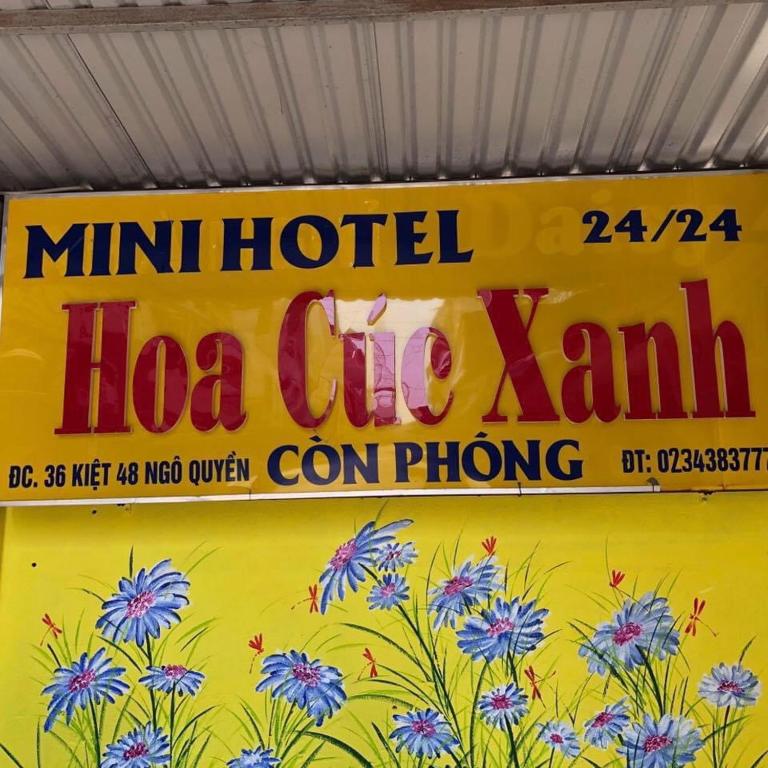 MINI HOTEL 24/24
Hoa Cúc Xanh
ĐC. 36 KIỆT 48 NGÔ QUYỀN CÒN PHÒNG ĐT: 0234383777